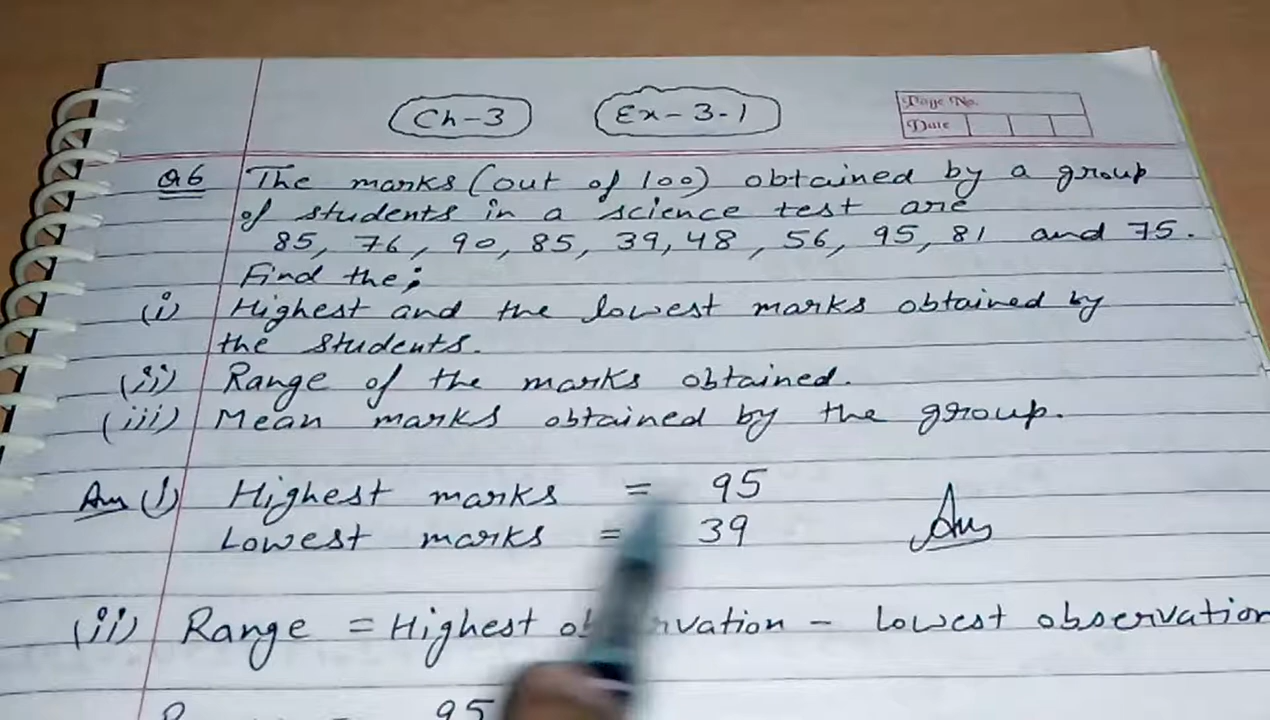 Ch-3 Ex-3.1
Page No.
Date
Q6 The marks (out of 100) obtained by a group
of students in a science test are
85, 76, 90, 85, 39, 48, 56, 95, 81 and 75.
Find the;
(i) Highest and the lowest marks obtained by
the students.
(ii) Range of the marks obtained.
(iii) Mean marks obtained by the group.
Ans (i) Highest marks = 95
Lowest marks = 39 Ans
(ii) Range = Highest - Lowest observation
95